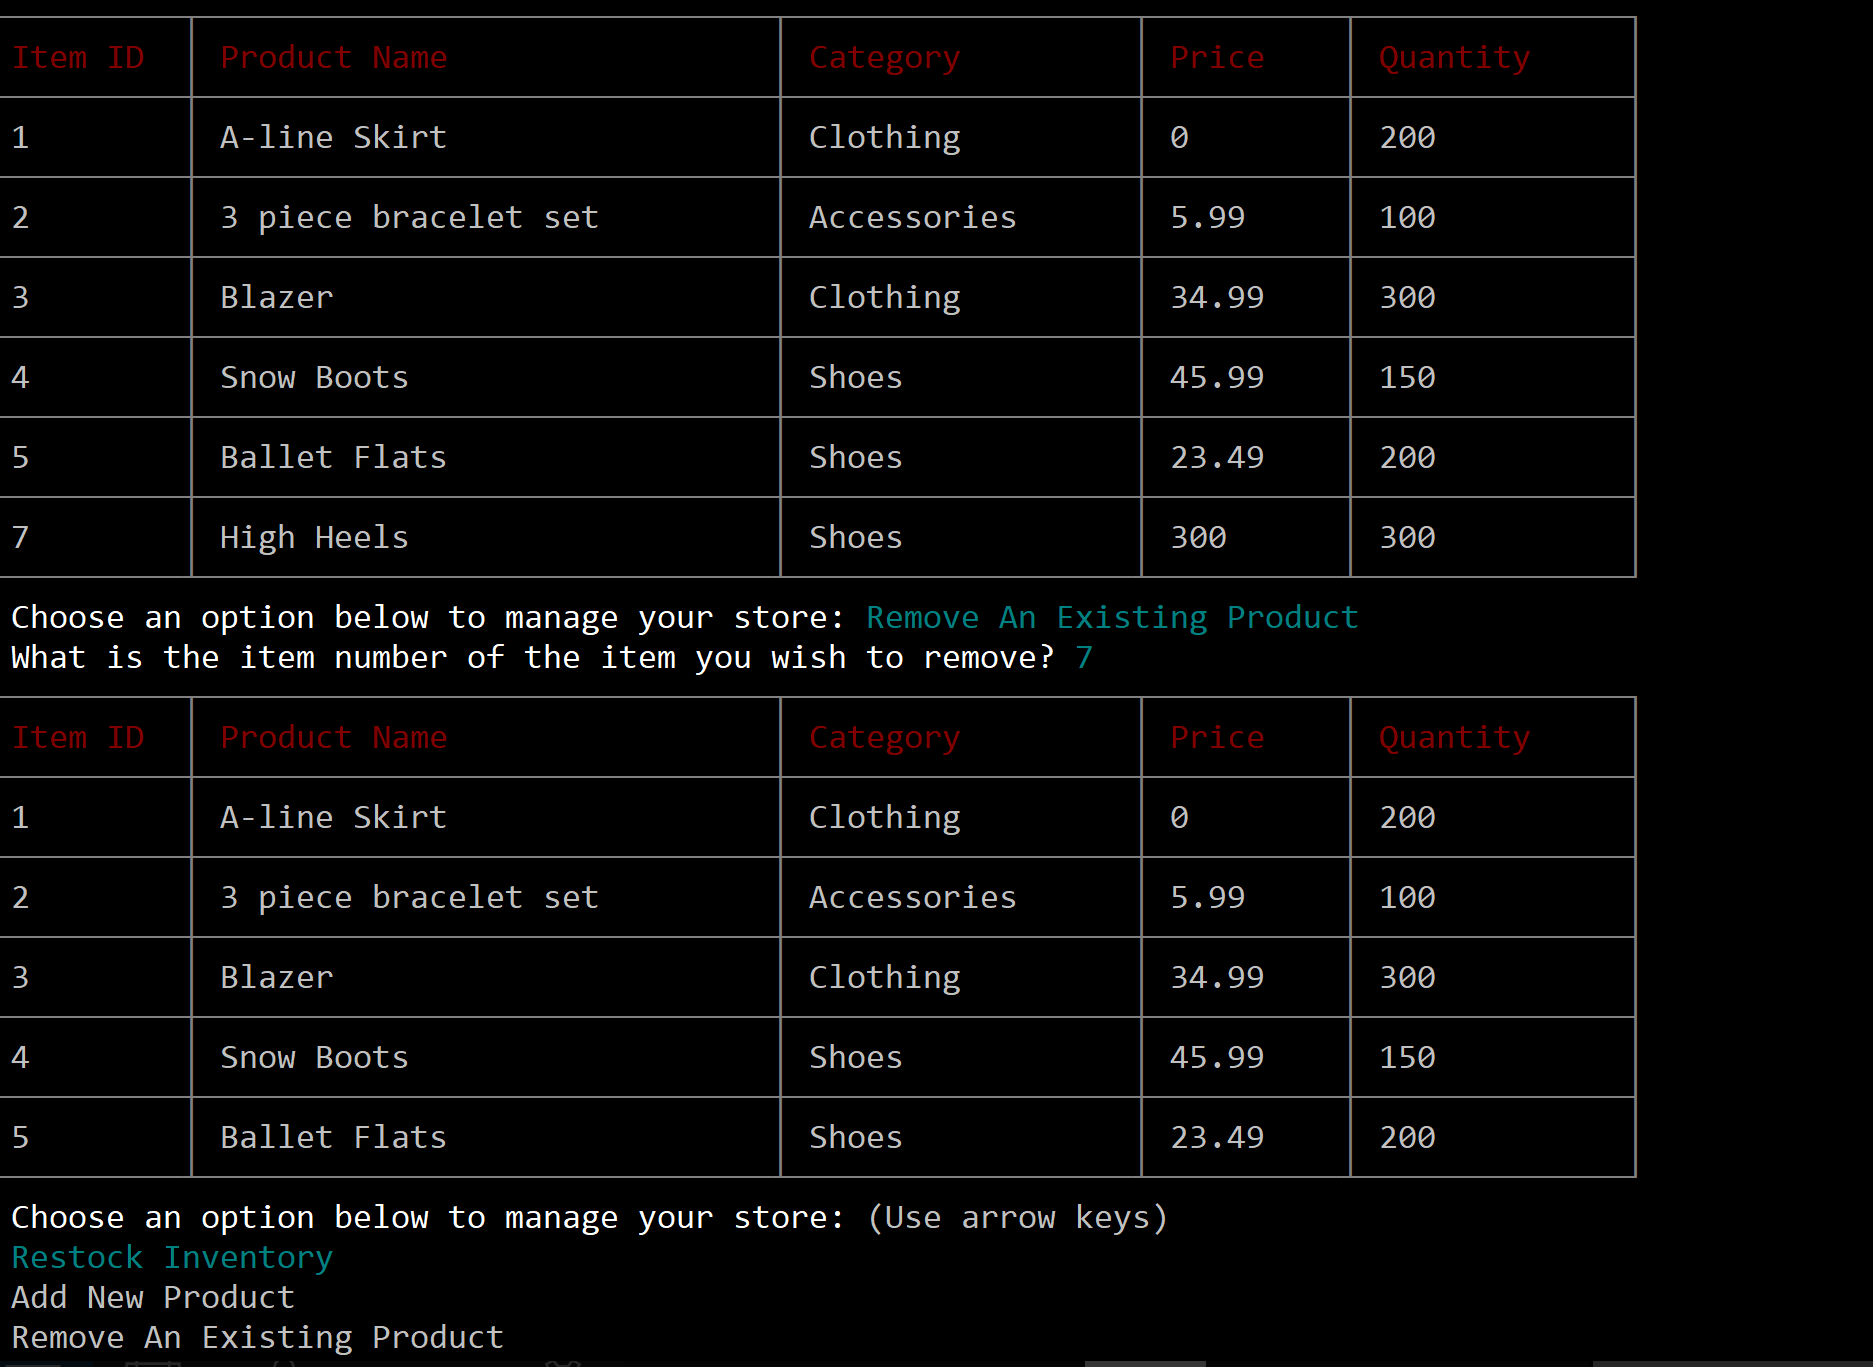 Item ID Product Name Category Price Quantity
1 A-line Skirt Clothing 0 200
2 3 piece bracelet set Accessories 5.99 100
3 Blazer Clothing 34.99 300
4 Snow Boots Shoes 45.99 150
5 Ballet Flats Shoes 23.49 200
7 High Heels Shoes 300 300
Choose an option below to manage your store: Remove An Existing Product
What is the item number of the item you wish to remove? 7
Item ID Product Name Category Price Quantity
1 A-line Skirt Clothing 0 200
2 3 piece bracelet set Accessories 5.99 100
3 Blazer Clothing 34.99 300
4 Snow Boots Shoes 45.99 150
5 Ballet Flats Shoes 23.49 200
Choose an option below to manage your store: (Use arrow keys)
Restock Inventory
Add New Product
Remove An Existing Product